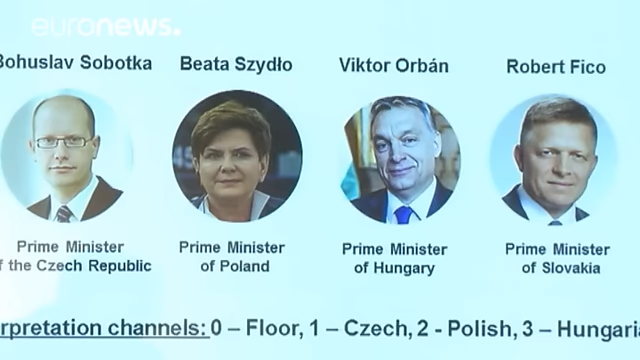 euronews.
Bohuslav Sobotka Beata Szydło Viktor Orbán Robert Fico
Prime Minister Prime Minister Prime Minister Prime Minister
f the Czech Republic of Poland of Hungary of Slovakia
rpretation channels: 0 – Floor, 1 – Czech, 2 - Polish, 3 – Hungaria